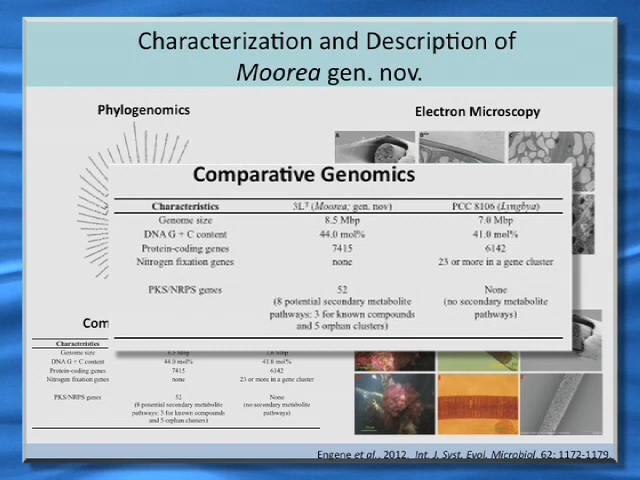 Characterization and Description of
Moorea gen. nov.
Phylogenomics
Electron Microscopy
A
B
C
Comparative Genomics
Characteristics 3Lᵀ (Moorea; gen. nov) PCC 8106 (Lyngbya)
Genome size 8.5 Mbp 7.0 Mbp
DNA G + C content 44.0 mol% 41.0 mol%
Protein-coding genes 7415 6142
Nitrogen fixation genes none 23 or more in a gene cluster
PKS/NRPS genes 52 None
(8 potential secondary metabolite (no secondary metabolite
pathways: 3 for known compounds pathways)
and 5 orphan clusters)
Com
Characteristics
Genome size 8.5 Mbp 7.0 Mbp
DNA G + C content 44.0 mol% 41.0 mol%
Protein-coding genes 7415 6142
Nitrogen fixation genes none 23 or more in a gene cluster
PKS/NRPS genes 52 None
(8 potential secondary metabolite (no secondary metabolite
pathways; 3 for known compounds pathways)
and 5 orphan clusters)
Engene et al., 2012. Int. J. Syst. Evol. Microbiol. 62: 1172-1179.